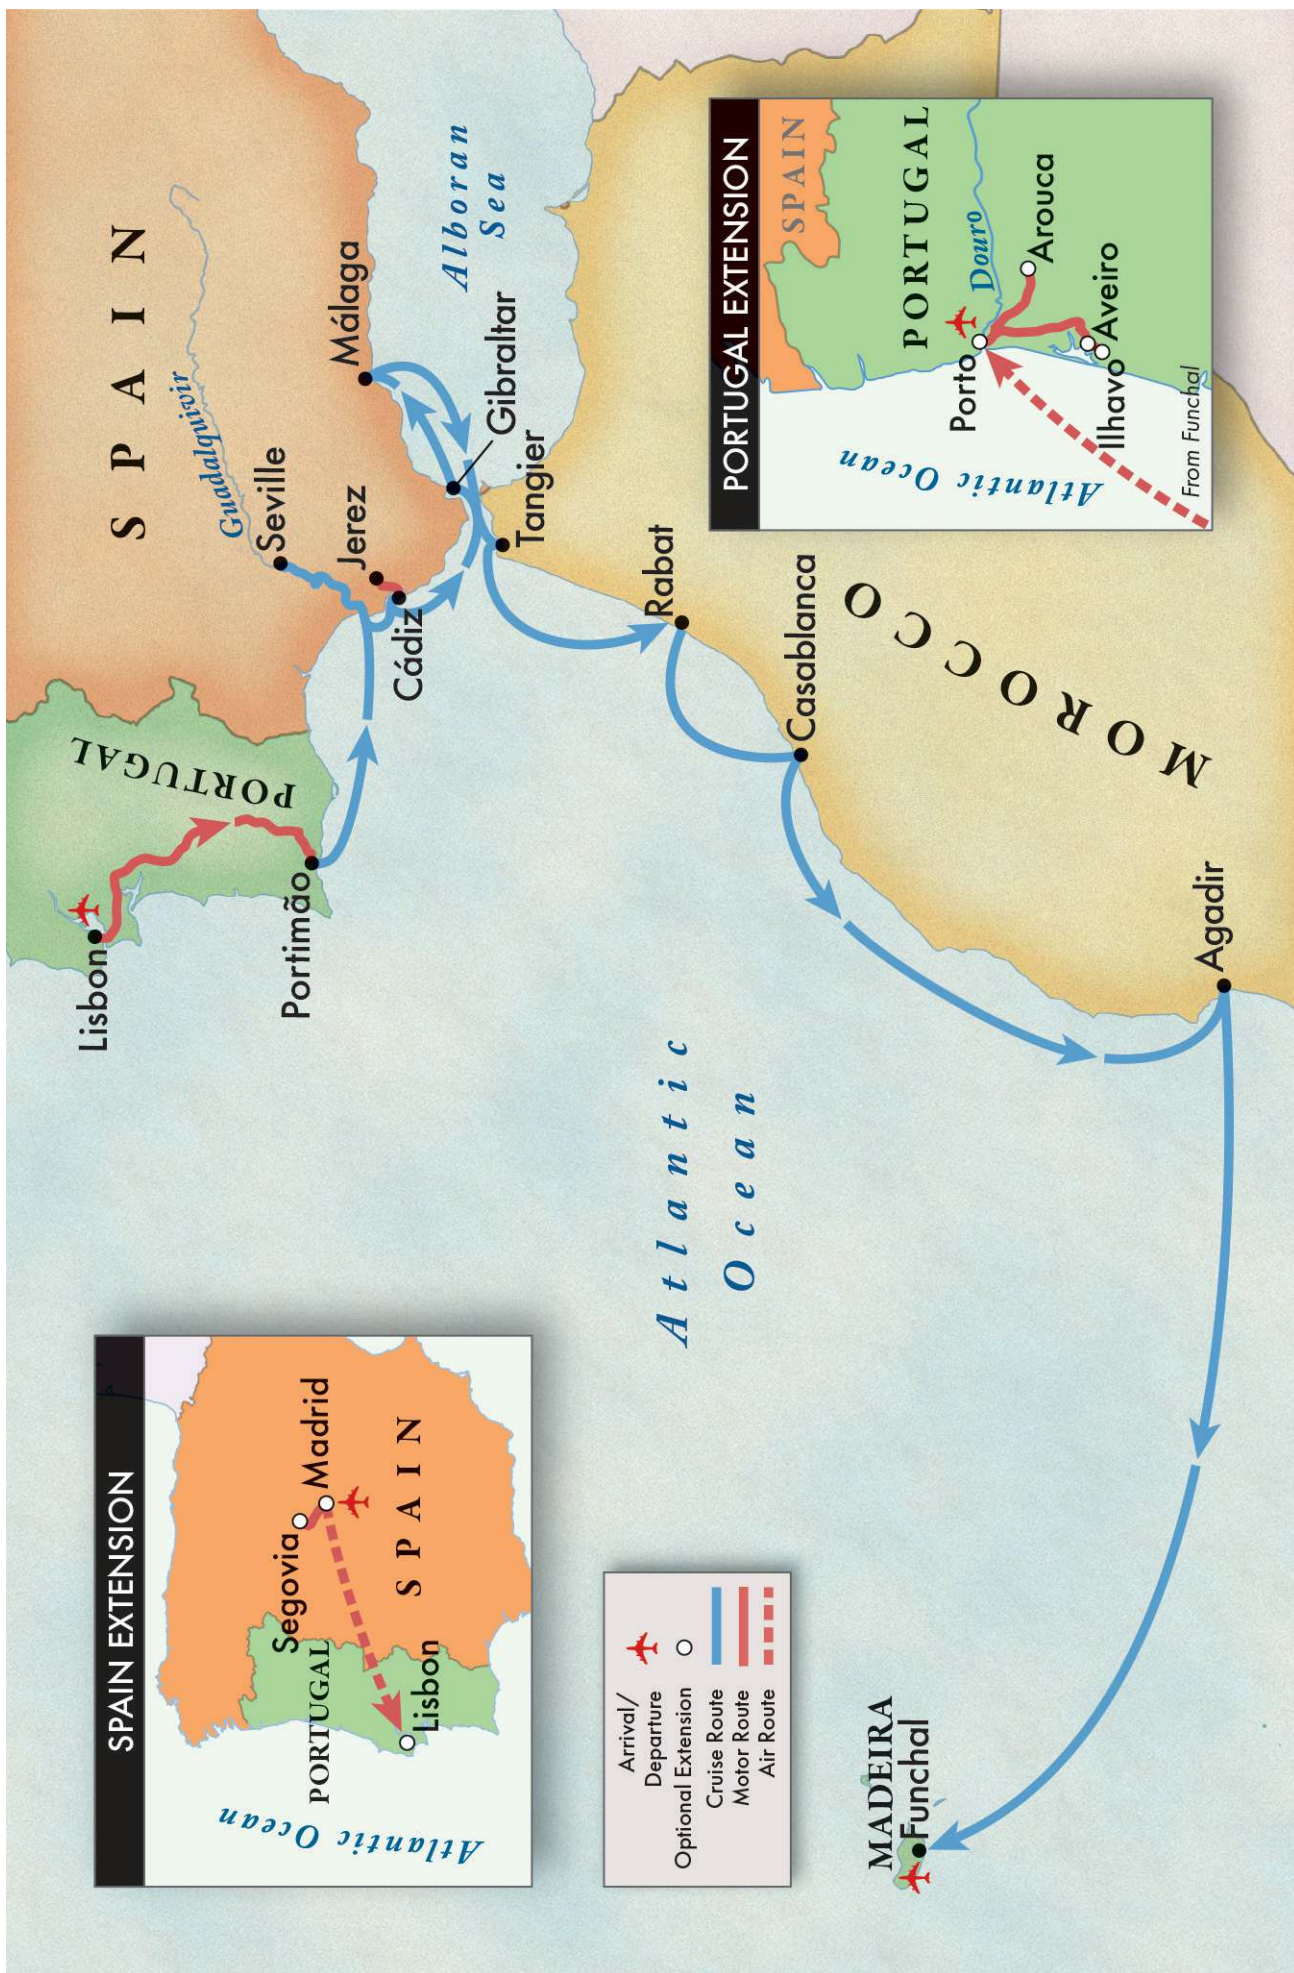 SPAIN EXTENSION
Segovia
Madrid
PORTUGAL
SPAIN
Lisbon
Atlantic Ocean
Arrival/
Departure
Optional Extension
Cruise Route
Motor Route
Air Route
MADEIRA
Funchal
Lisbon
PORTUGAL
Portimão
SPAIN
Guadalquivir
Seville
Jerez
Cádiz
Málaga
Alboran
Sea
Gibraltar
Tangier
Rabat
Casablanca
Atlantic
Ocean
MOROCCO
Agadir
PORTUGAL EXTENSION
SPAIN
PORTUGAL
Porto
Douro
Arouca
Aveiro
Ílhavo
Atlantic Ocean
From Funchal